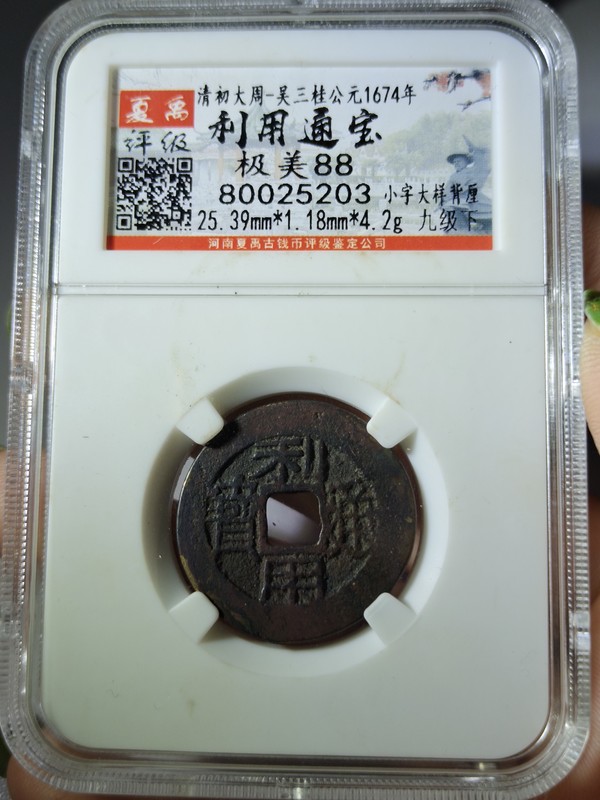 夏禹
评级
清初大周-吴三桂公元1674年
利用通宝
极美88
80025203 小字大样背厘
25.39mm*1.18mm*4.2g 九级下
河南夏禹古钱币评级鉴定公司
利用通寶